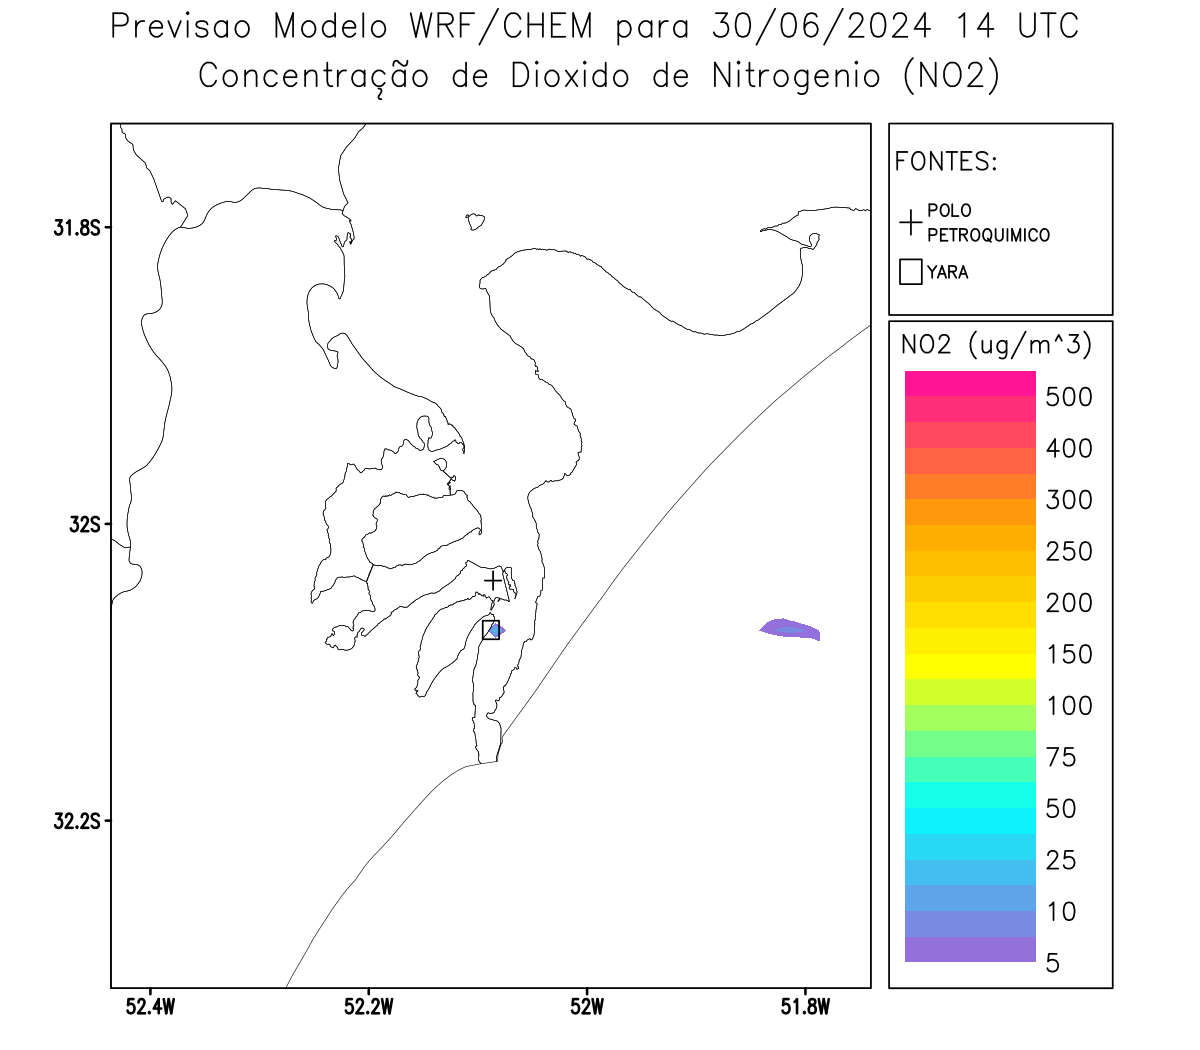 Previsao Modelo WRF/CHEM para 30/06/2024 14 UTC
Concentração de Dioxido de Nitrogenio (NO2)
FONTES:
POLO
PETROQUIMICO
YARA
NO2 (ug/m^3)
500
400
300
250
200
150
100
75
50
25
10
5
31.8S
32S
32.2S
52.4W
52.2W
52W
51.8W